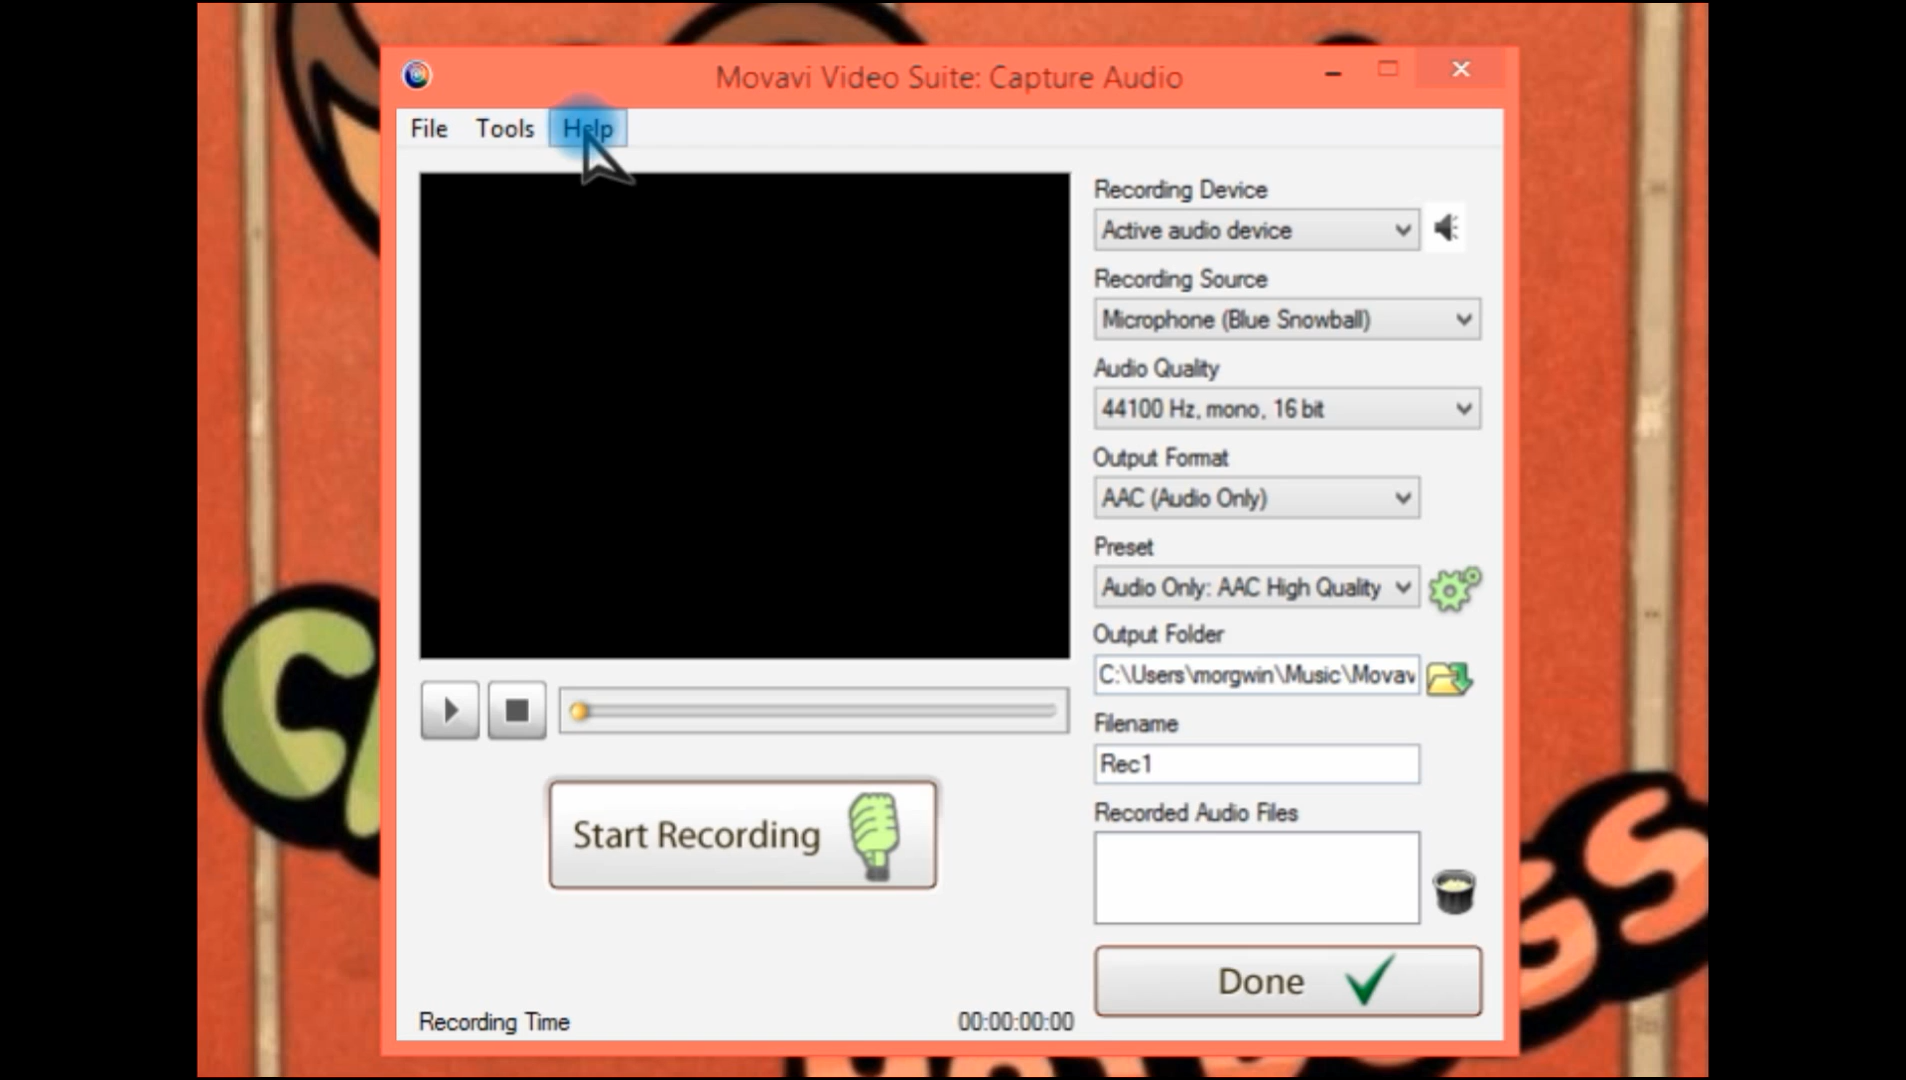 Movavi Video Suite: Capture Audio
File Tools Help
Recording Device
Active audio device
Recording Source
Microphone (Blue Snowball)
Audio Quality
44100 Hz, mono, 16 bit
Output Format
AAC (Audio Only)
Preset
Audio Only: AAC High Quality
Output Folder
C:\Users\morgwin\Music\Movav
Filename
Rec1
Start Recording
Recorded Audio Files
Done
Recording Time 00:00:00:00